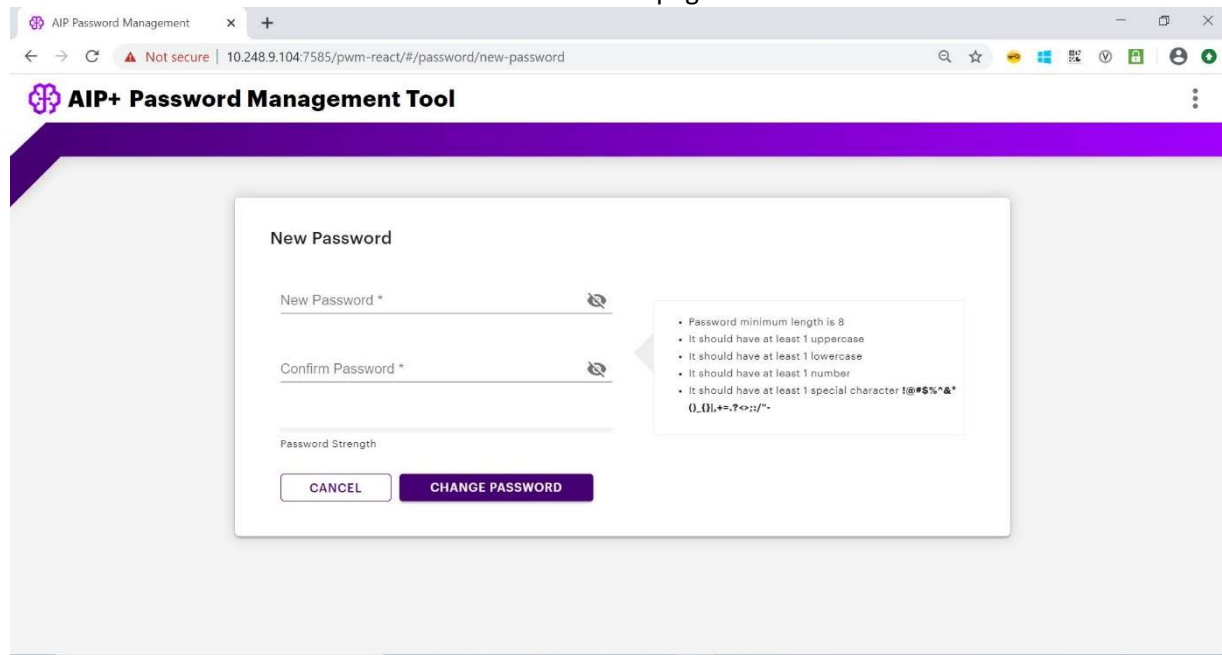 AIP Password Management
Not secure | 10.248.9.104:7585/pwm-react/#/password/new-password
AIP+ Password Management Tool
New Password
New Password *
Confirm Password *
Password Strength
CANCEL
CHANGE PASSWORD
• Password minimum length is 8
• It should have at least 1 uppercase
• It should have at least 1 lowercase
• It should have at least 1 number
• It should have at least 1 special character !@#$%^&*
()_{}|,+=.?<>;:/"-